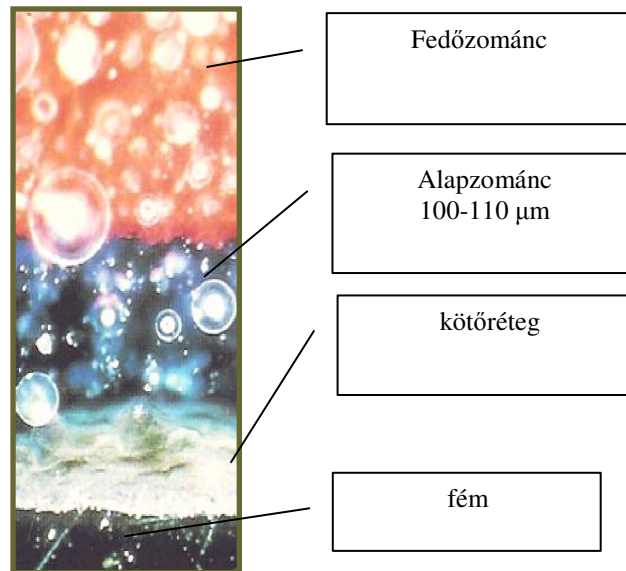 Fedőzománc
Alapzománc
100-110 μm
kötőréteg
fém